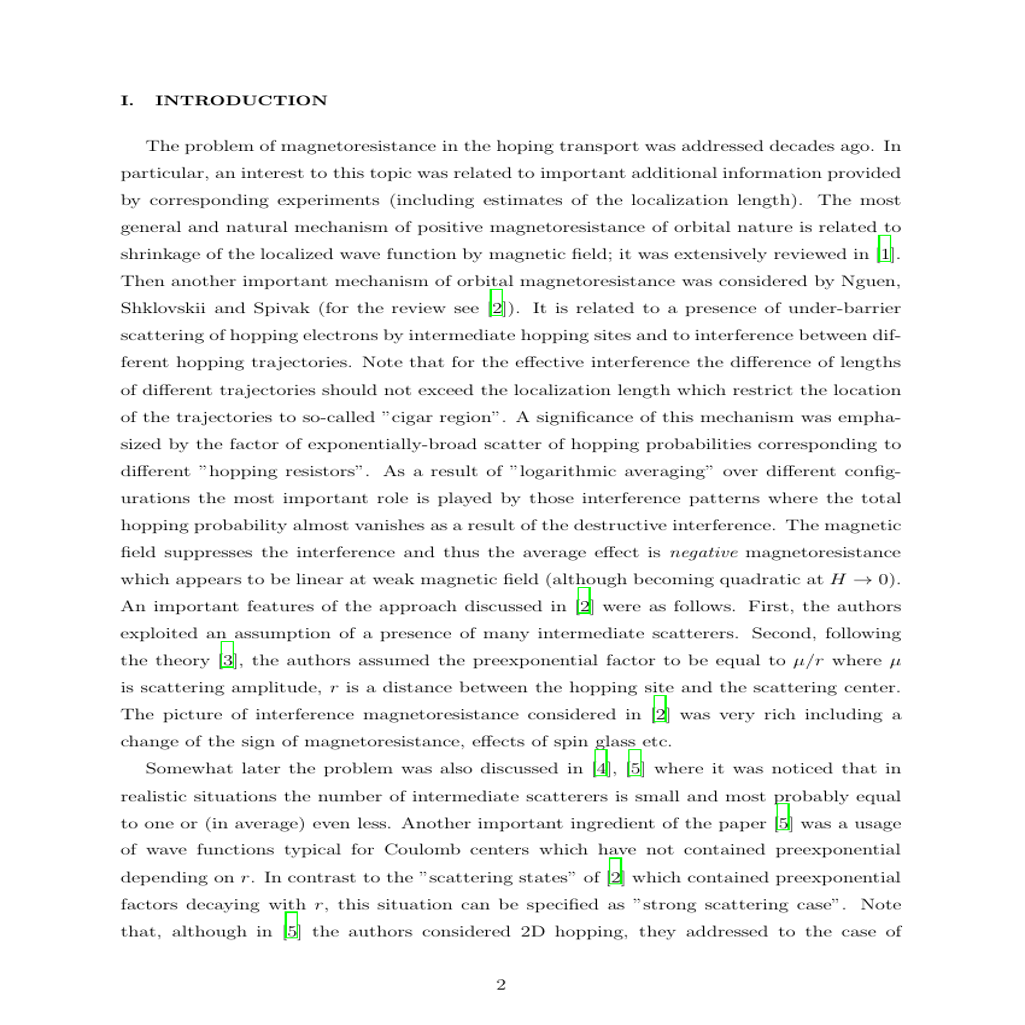 I. INTRODUCTION
The problem of magnetoresistance in the hoping transport was addressed decades ago. In
particular, an interest to this topic was related to important additional information provided
by corresponding experiments (including estimates of the localization length). The most
general and natural mechanism of positive magnetoresistance of orbital nature is related to
shrinkage of the localized wave function by magnetic field; it was extensively reviewed in [1].
Then another important mechanism of orbital magnetoresistance was considered by Nguen,
Shklovskii and Spivak (for the review see [2]). It is related to a presence of under-barrier
scattering of hopping electrons by intermediate hopping sites and to interference between dif-
ferent hopping trajectories. Note that for the effective interference the difference of lengths
of different trajectories should not exceed the localization length which restrict the location
of the trajectories to so-called ”cigar region”. A significance of this mechanism was empha-
sized by the factor of exponentially-broad scatter of hopping probabilities corresponding to
different ”hopping resistors”. As a result of ”logarithmic averaging” over different config-
urations the most important role is played by those interference patterns where the total
hopping probability almost vanishes as a result of the destructive interference. The magnetic
field suppresses the interference and thus the average effect is negative magnetoresistance
which appears to be linear at weak magnetic field (although becoming quadratic at H → 0).
An important features of the approach discussed in [2] were as follows. First, the authors
exploited an assumption of a presence of many intermediate scatterers. Second, following
the theory [3], the authors assumed the preexponential factor to be equal to μ/r where μ
is scattering amplitude, r is a distance between the hopping site and the scattering center.
The picture of interference magnetoresistance considered in [2] was very rich including a
change of the sign of magnetoresistance, effects of spin glass etc.
Somewhat later the problem was also discussed in [4], [5] where it was noticed that in
realistic situations the number of intermediate scatterers is small and most probably equal
to one or (in average) even less. Another important ingredient of the paper [5] was a usage
of wave functions typical for Coulomb centers which have not contained preexponential
depending on r. In contrast to the ”scattering states” of [2] which contained preexponential
factors decaying with r, this situation can be specified as ”strong scattering case”. Note
that, although in [5] the authors considered 2D hopping, they addressed to the case of
2